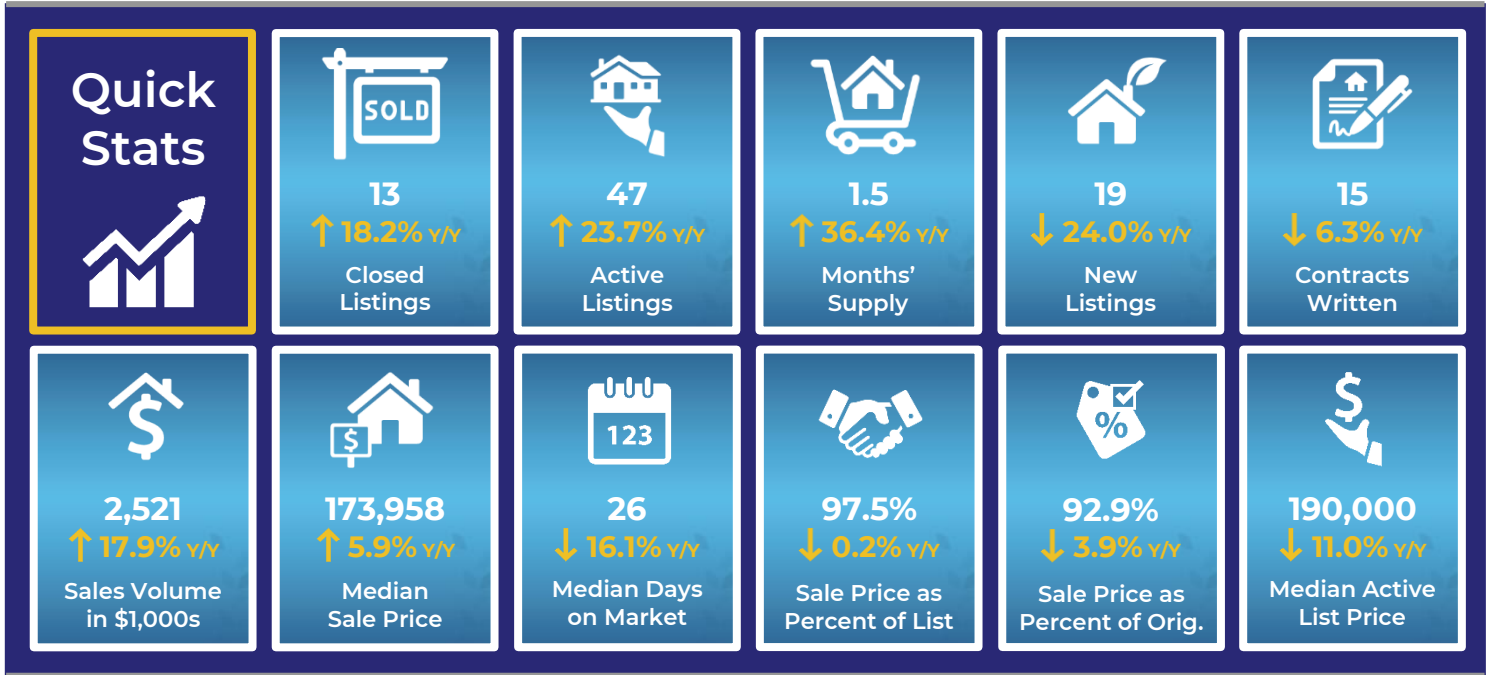 Quick
Stats
SOLD
13
↑ 18.2% Y/Y
Closed
Listings
47
↑ 23.7% Y/Y
Active
Listings
1.5
↑ 36.4% Y/Y
Months’
Supply
19
↓ 24.0% Y/Y
New
Listings
15
↓ 6.3% Y/Y
Contracts
Written
$
2,521
↑ 17.9% Y/Y
Sales Volume
in $1,000s
$
173,958
↑ 5.9% Y/Y
Median
Sale Price
123
26
↓ 16.1% Y/Y
Median Days
on Market
97.5%
↓ 0.2% Y/Y
Sale Price as
Percent of List
%
92.9%
↓ 3.9% Y/Y
Sale Price as
Percent of Orig.
$
190,000
↓ 11.0% Y/Y
Median Active
List Price